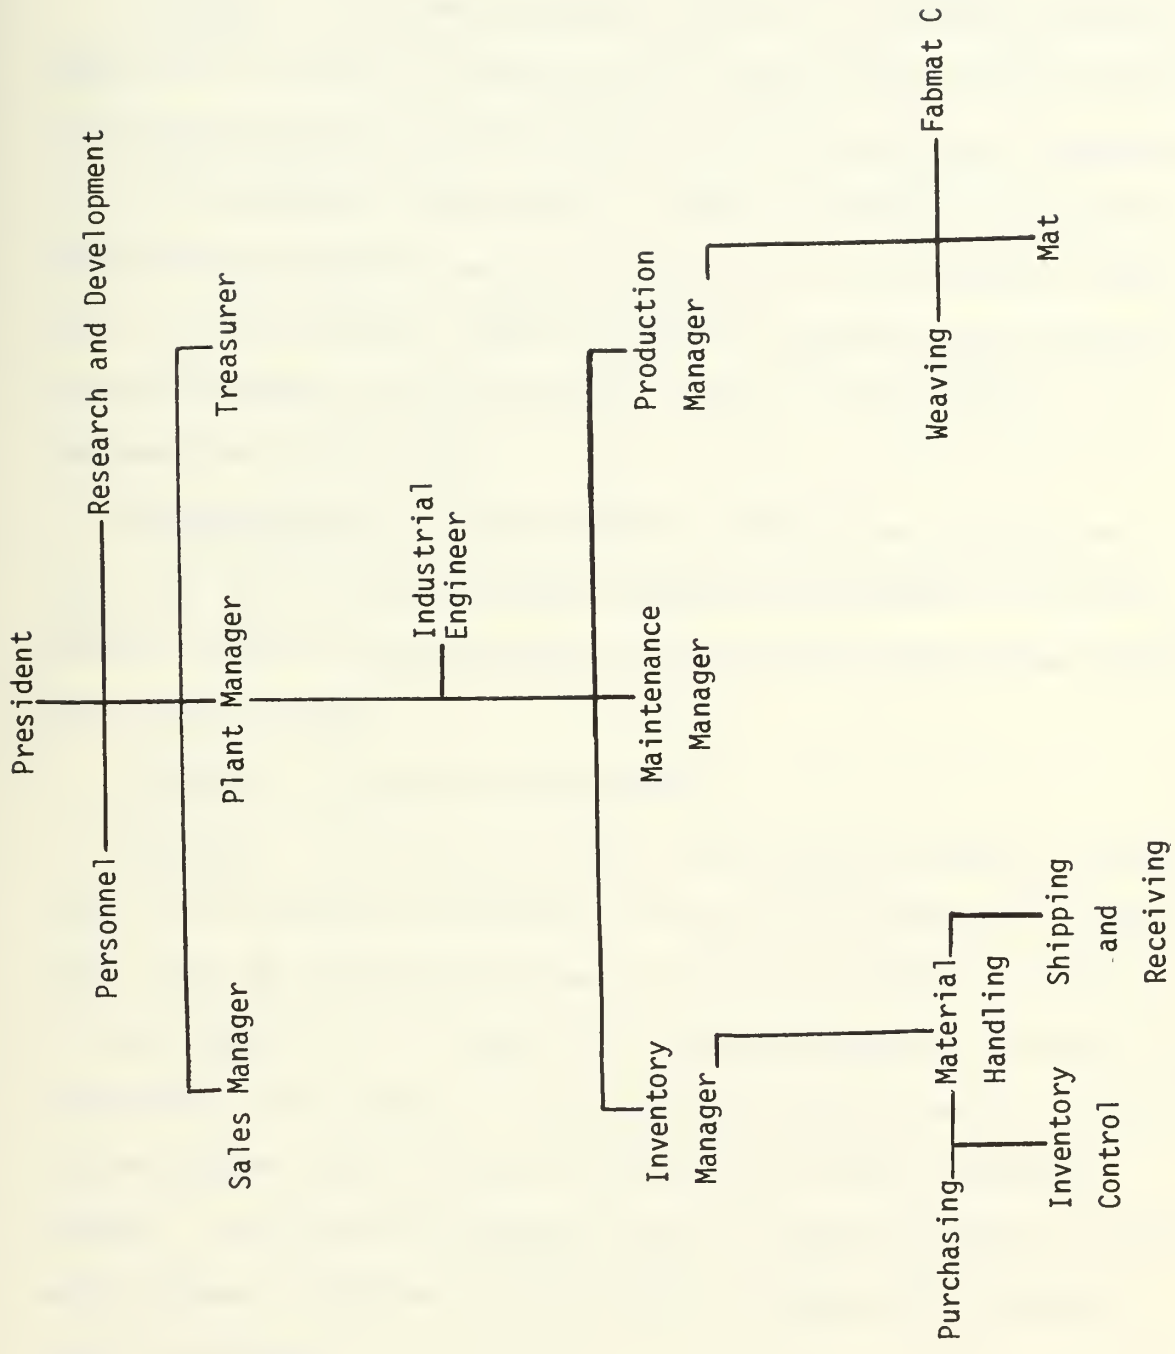 President
Personnel
Research and Development
Sales Manager
Plant Manager
Treasurer
Industrial
Engineer
Inventory
Manager
Maintenance
Manager
Production
Manager
Purchasing
Material
Handling
Inventory
Control
Shipping
and
Receiving
Weaving
Fabmat C
Mat